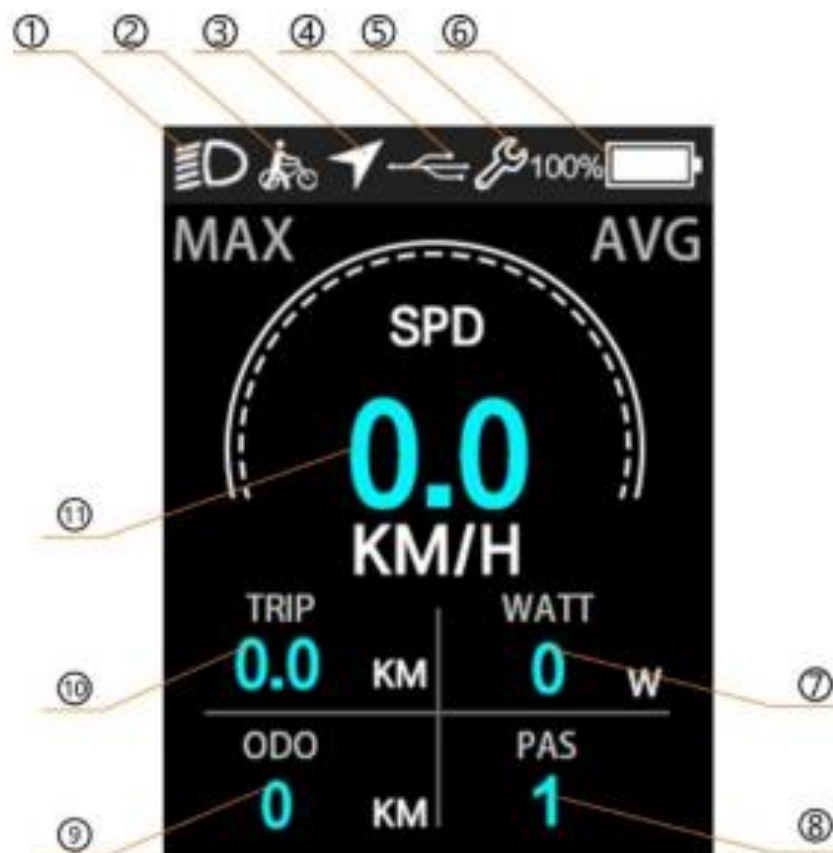 ① ② ③ ④ ⑤ ⑥
100%
MAX AVG
SPD
0.0
⑪
KM/H
TRIP WATT
0.0 KM 0 W
⑩ ⑦
ODO PAS
0 KM 1
⑨ ⑧